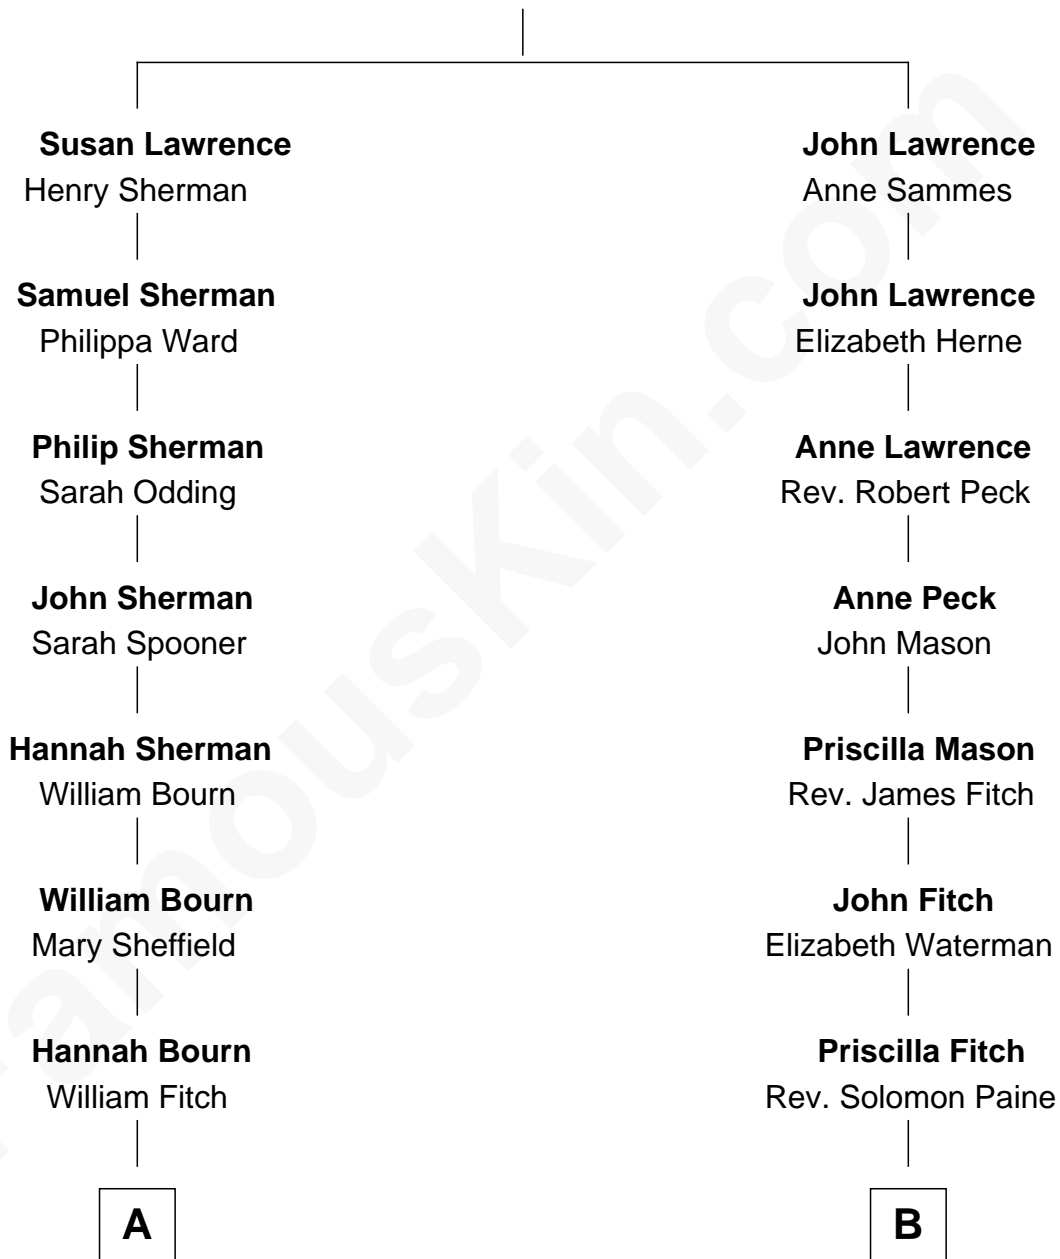 Susan Lawrence
Henry Sherman
John Lawrence
Anne Sammes
Samuel Sherman
Philippa Ward
John Lawrence
Elizabeth Herne
Philip Sherman
Sarah Odding
Anne Lawrence
Rev. Robert Peck
John Sherman
Sarah Spooner
Anne Peck
John Mason
Hannah Sherman
William Bourn
Priscilla Mason
Rev. James Fitch
William Bourn
Mary Sheffield
John Fitch
Elizabeth Waterman
Hannah Bourn
William Fitch
Priscilla Fitch
Rev. Solomon Paine
A
B
FamousKin.com